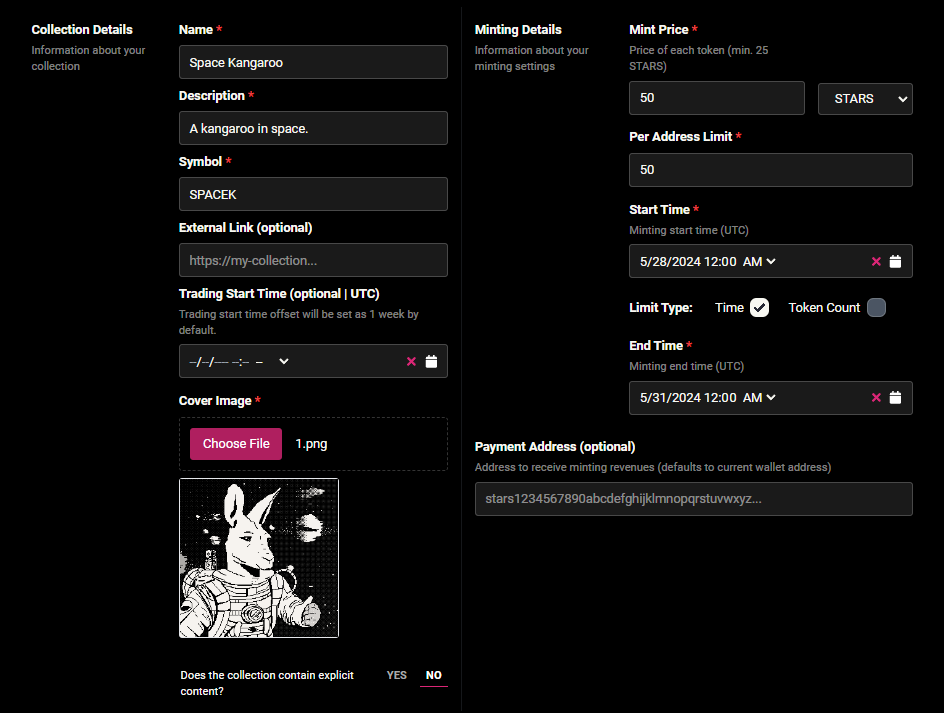 Collection Details
Information about your
collection
Name *
Space Kangaroo
Description *
A kangaroo in space.
Symbol *
SPACEK
External Link (optional)
https://my-collection...
Trading Start Time (optional | UTC)
Trading start time offset will be set as 1 week by
default.
--/--/---- --:-- --
Cover Image *
Choose File 1.png
Does the collection contain explicit
content?
YES NO
Minting Details
Information about your
minting settings
Mint Price *
Price of each token (min. 25
STARS)
50 STARS
Per Address Limit *
50
Start Time *
Minting start time (UTC)
5/28/2024 12:00 AM
Limit Type: Time Token Count
End Time *
Minting end time (UTC)
5/31/2024 12:00 AM
Payment Address (optional)
Address to receive minting revenues (defaults to current wallet address)
stars1234567890abcdefghijklmnopqrstuvwxyz...